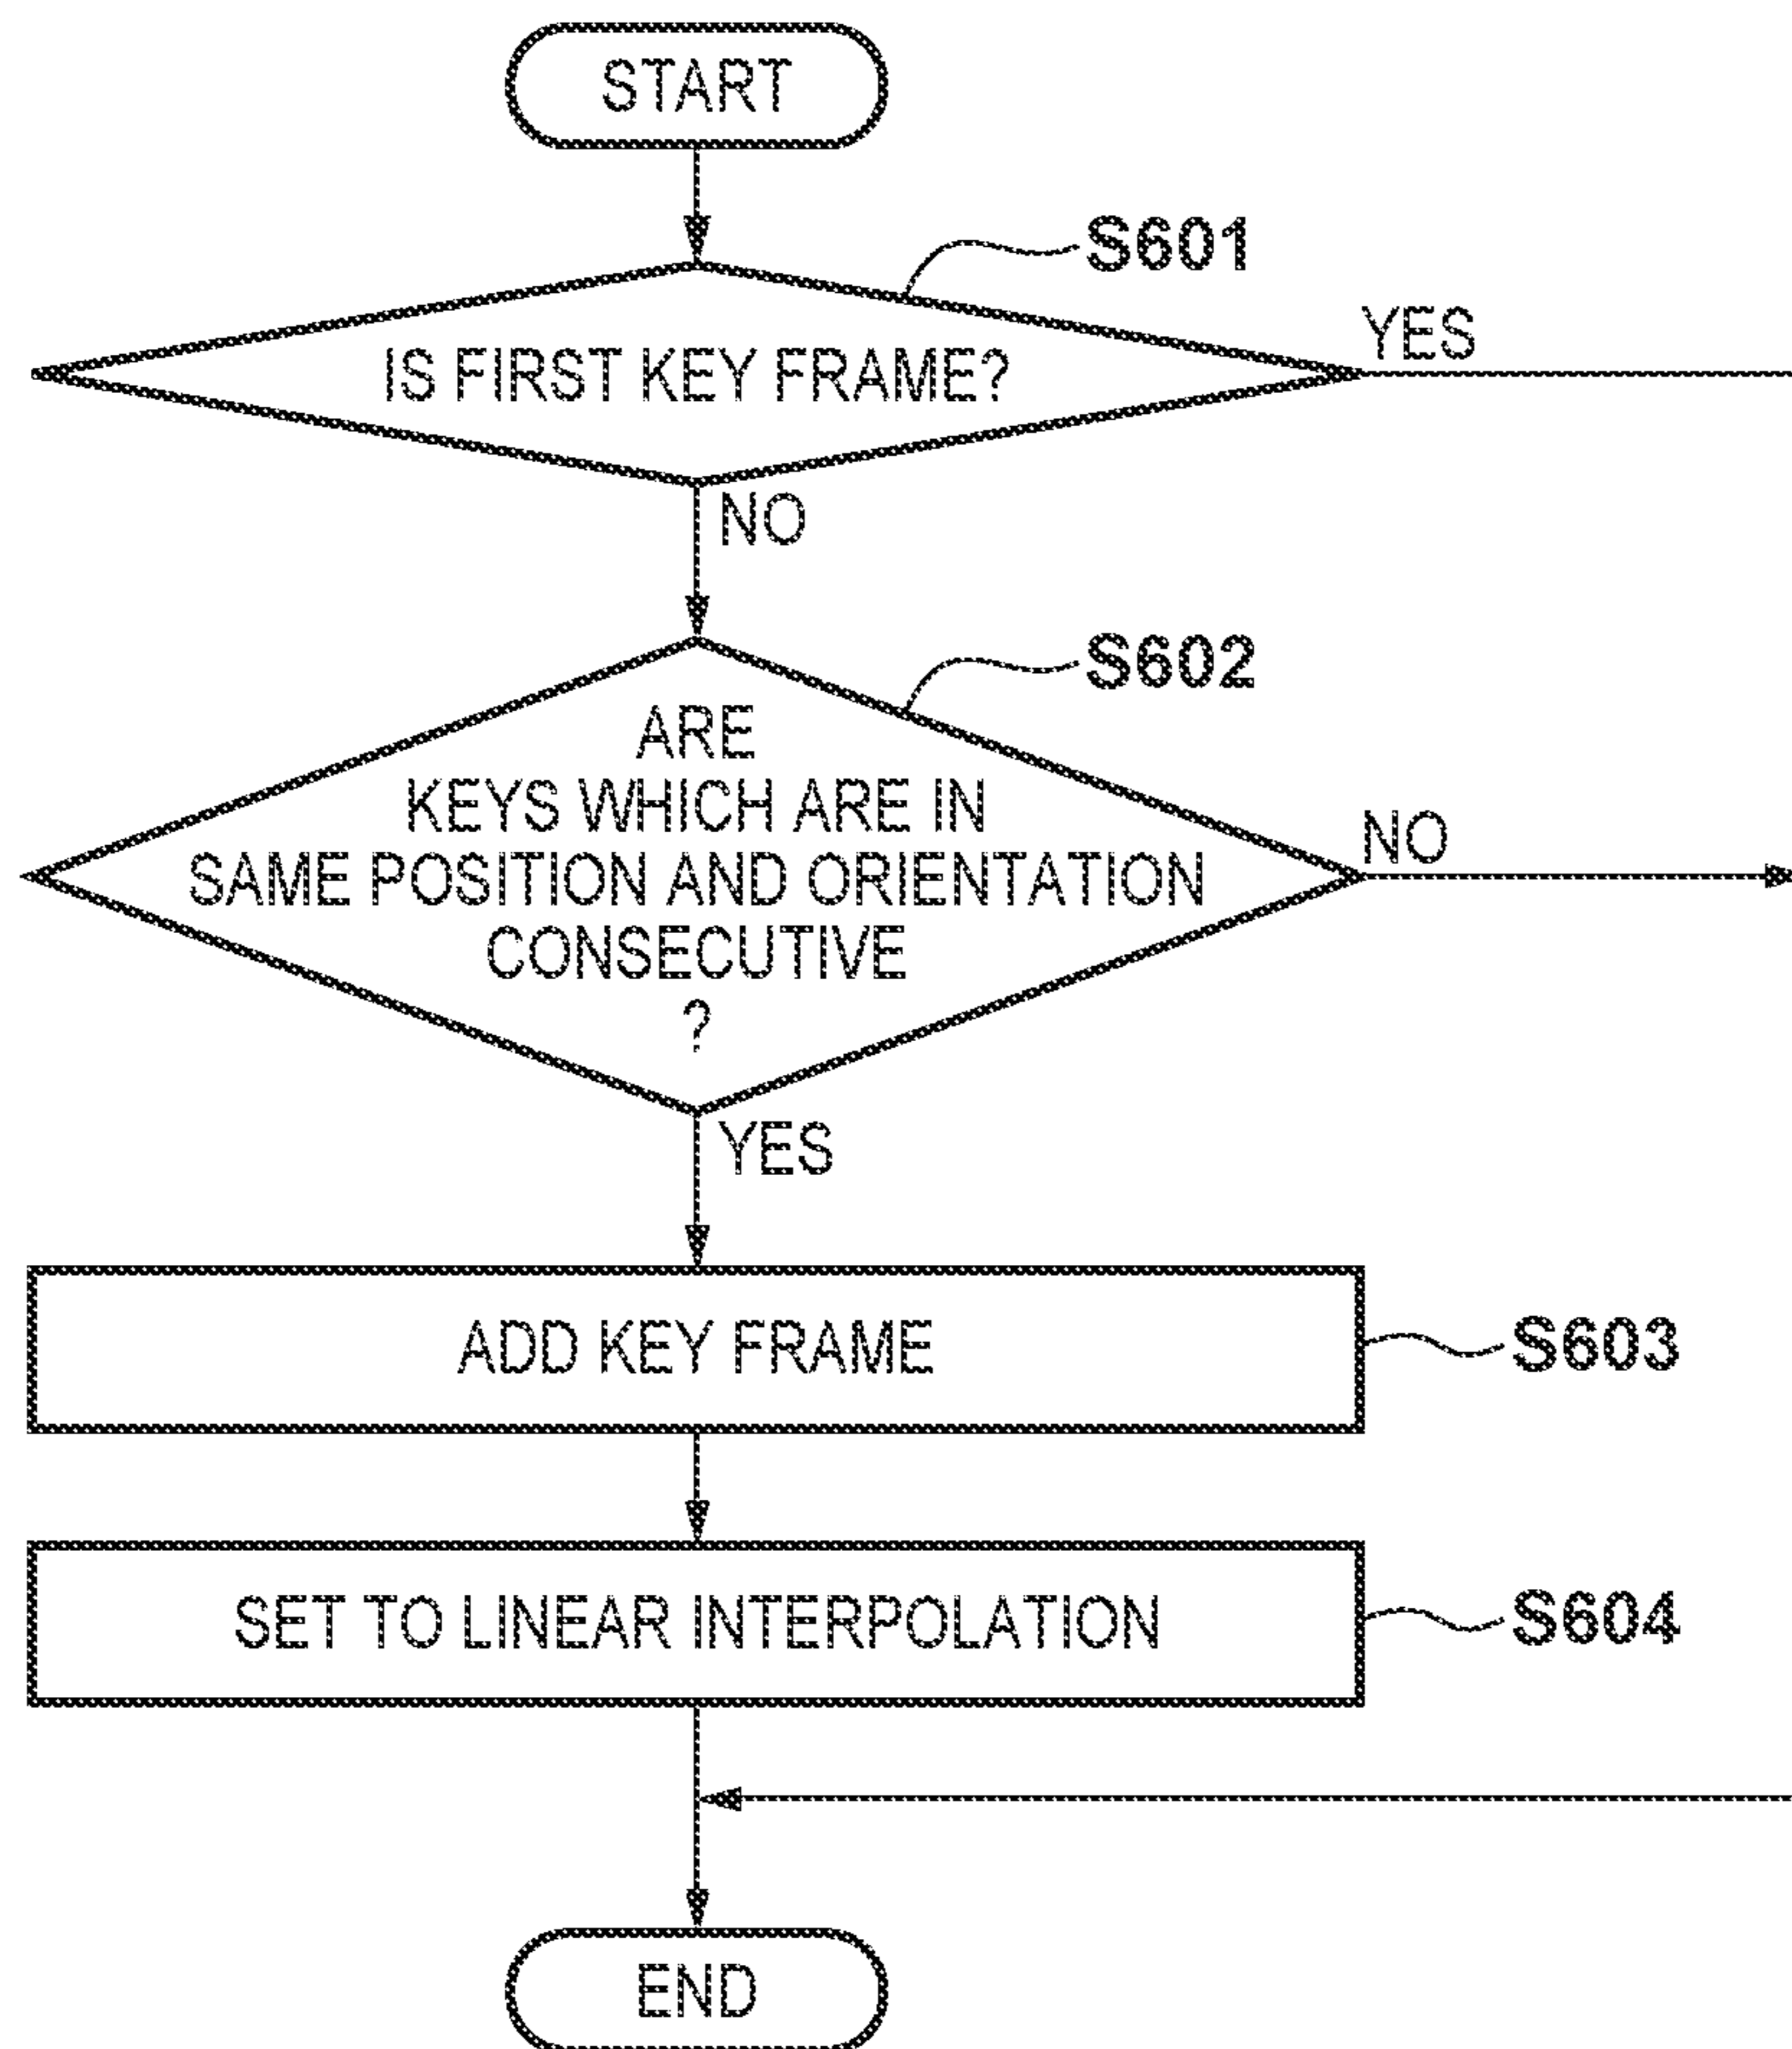 START
S601
IS FIRST KEY FRAME?
YES
NO
S602
ARE
KEYS WHICH ARE IN
SAME POSITION AND ORIENTATION
CONSECUTIVE
?
NO
YES
ADD KEY FRAME
S603
SET TO LINEAR INTERPOLATION
S604
END